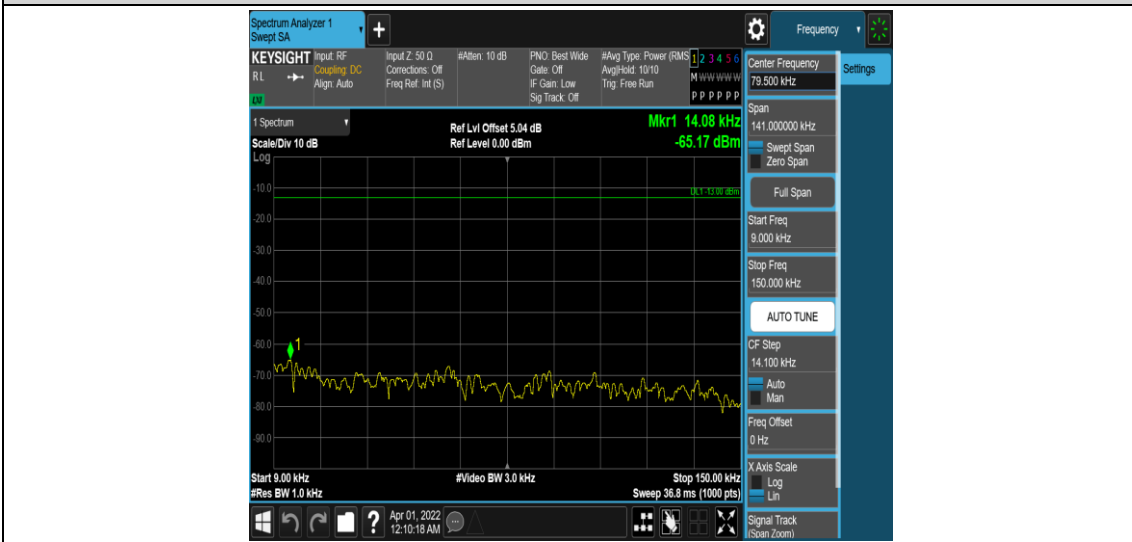 Spectrum Analyzer 1
Swept SA
+
Frequency
KEYSIGHT
RL
LXI
Input: RF
Coupling: DC
Align: Auto
Input Z: 50 Ω
Corrections: Off
Freq Ref: Int (S)
#Atten: 10 dB
PNO: Best Wide
Gate: Off
IF Gain: Low
Sig Track: Off
#Avg Type: Power (RMS
Avg|Hold: 10/10
Trig: Free Run
1 2 3 4 5 6
M W W W W W
P P P P P P
1 Spectrum
Scale/Div 10 dB
Log
Ref Lvl Offset 5.04 dB
Ref Level 0.00 dBm
Mkr1 14.08 kHz
-65.17 dBm
DL1 -13.00 dBm
-10.0
-20.0
-30.0
-40.0
-50.0
-60.0
-70.0
-80.0
-90.0
1
Start 9.00 kHz
#Res BW 1.0 kHz
#Video BW 3.0 kHz
Stop 150.00 kHz
Sweep 36.8 ms (1000 pts)
?
Apr 01, 2022
12:10:18 AM
Center Frequency
79.500 kHz
Settings
Span
141.000000 kHz
Swept Span
Zero Span
Full Span
Start Freq
9.000 kHz
Stop Freq
150.000 kHz
AUTO TUNE
CF Step
14.100 kHz
Auto
Man
Freq Offset
0 Hz
X Axis Scale
Log
Lin
Signal Track
(Span Zoom)